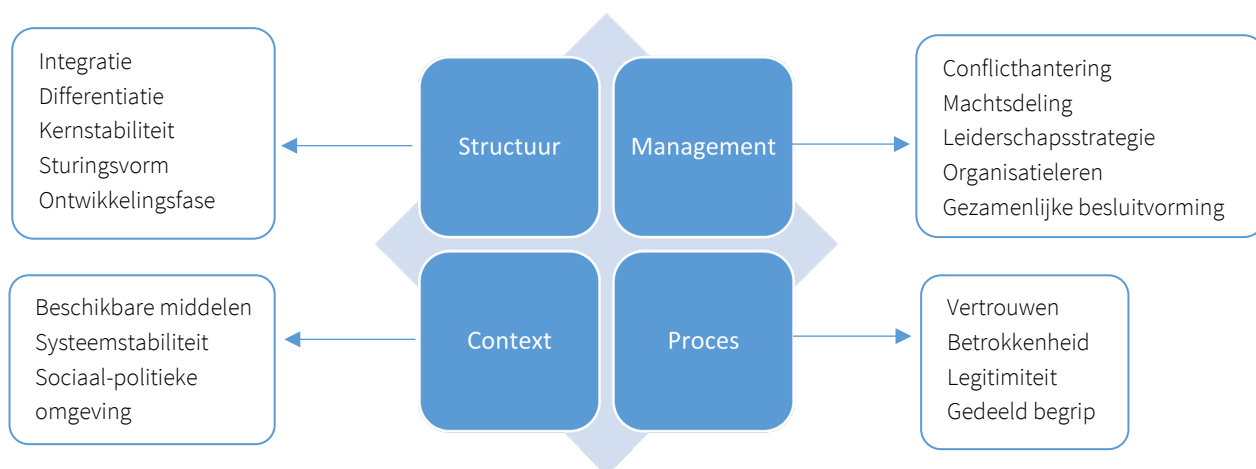 Integratie
Differentiatie
Kernstabiliteit
Sturingsvorm
Ontwikkelingsfase
Structuur
Management
Conflicthantering
Machtsdeling
Leiderschapsstrategie
Organisatieleren
Gezamenlijke besluitvorming
Beschikbare middelen
Systeemstabiliteit
Sociaal-politieke
omgeving
Context
Proces
Vertrouwen
Betrokkenheid
Legitimiteit
Gedeeld begrip